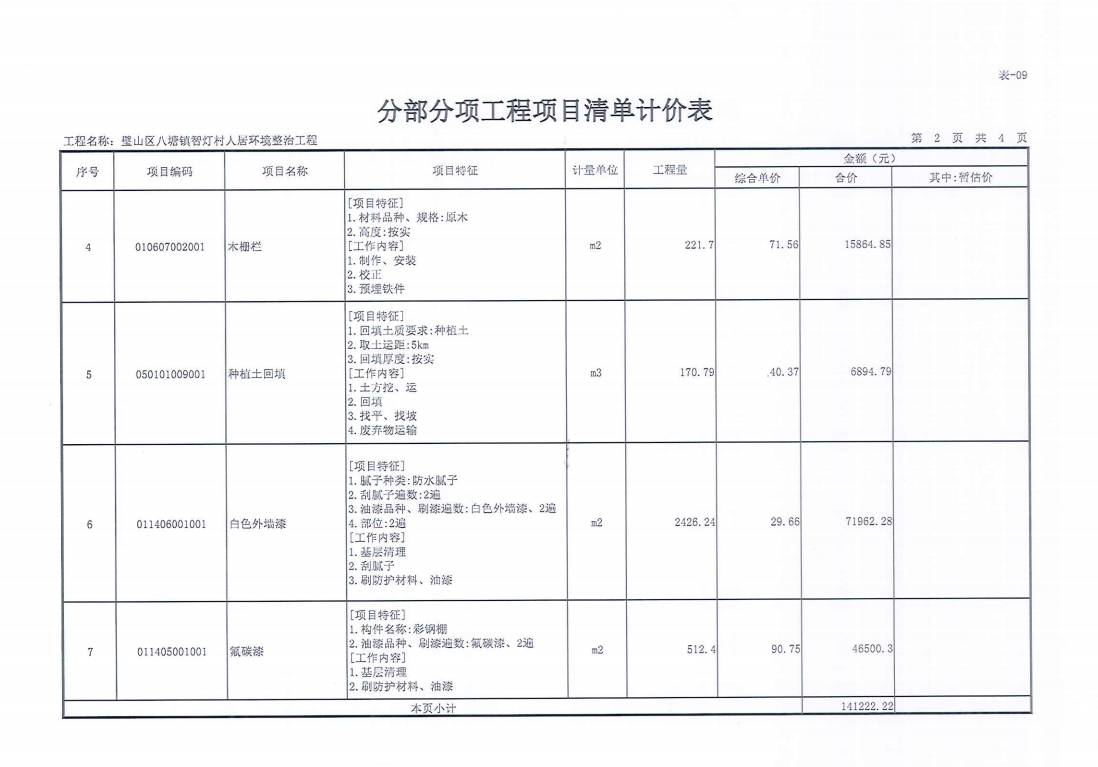 表-09
分部分项工程项目清单计价表
工程名称：璧山区八塘镇智灯村人居环境整治工程
第 2 页 共 4 页
序号 项目编码 项目名称 项目特征 计量单位 工程量 金额（元）
综合单价 合价 其中:暂估价
[项目特征]
1.材料品种、规格:原木
2.高度:按实
4 010607002001 木栅栏 [工作内容] m2 221.7 71.56 15864.85
1.制作、安装
2.校正
3.预埋铁件
[项目特征]
1.回填土质要求:种植土
2.取土运距:5km
3.回填厚度:按实
5 050101009001 种植土回填 [工作内容] m3 170.79 40.37 6894.79
1.土方挖、运
2.回填
3.找平、找坡
4.废弃物运输
[项目特征]
1.腻子种类:防水腻子
2.刮腻子遍数:2遍
3.油漆品种、刷漆遍数:白色外墙漆、2遍
6 011406001001 白色外墙漆 4.部位:2遍 m2 2426.24 29.66 71962.28
[工作内容]
1.基层清理
2.刮腻子
3.刷防护材料、油漆
[项目特征]
1.构件名称:彩钢棚
2.油漆品种、刷漆遍数:氟碳漆、2遍
7 011405001001 氟碳漆 [工作内容] m2 512.4 90.75 46500.3
1.基层清理
2.刷防护材料、油漆
本页小计 141222.22